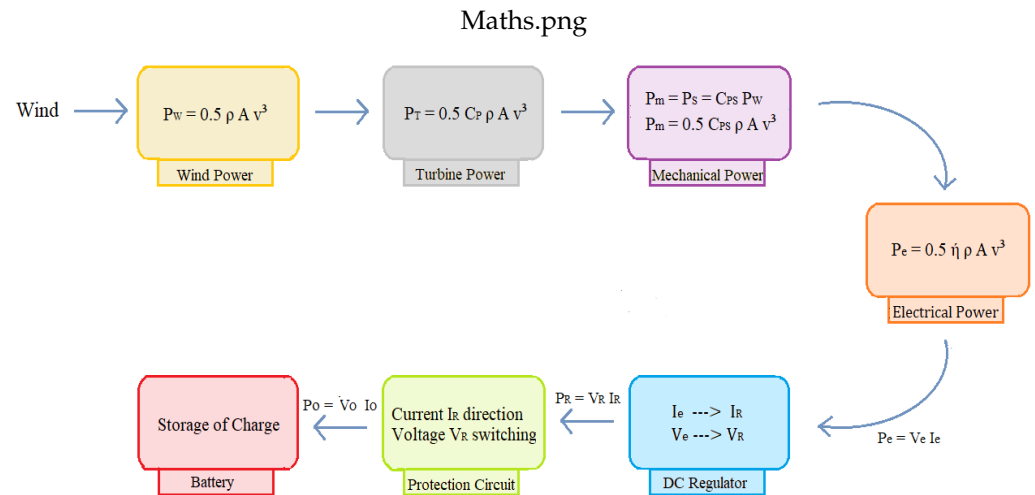 Maths.png
Wind
Pw = 0.5 ρ A v³
Wind Power
PT = 0.5 CP ρ A v³
Turbine Power
Pm = PS = CPS PW
Pm = 0.5 CPS ρ A v³
Mechanical Power
Pe = 0.5 ή ρ A v³
Electrical Power
Pe = Ve Ie
Ie ---> IR
Ve ---> VR
DC Regulator
PR = VR IR
Current IR direction
Voltage VR switching
Protection Circuit
PO = VO IO
Storage of Charge
Battery